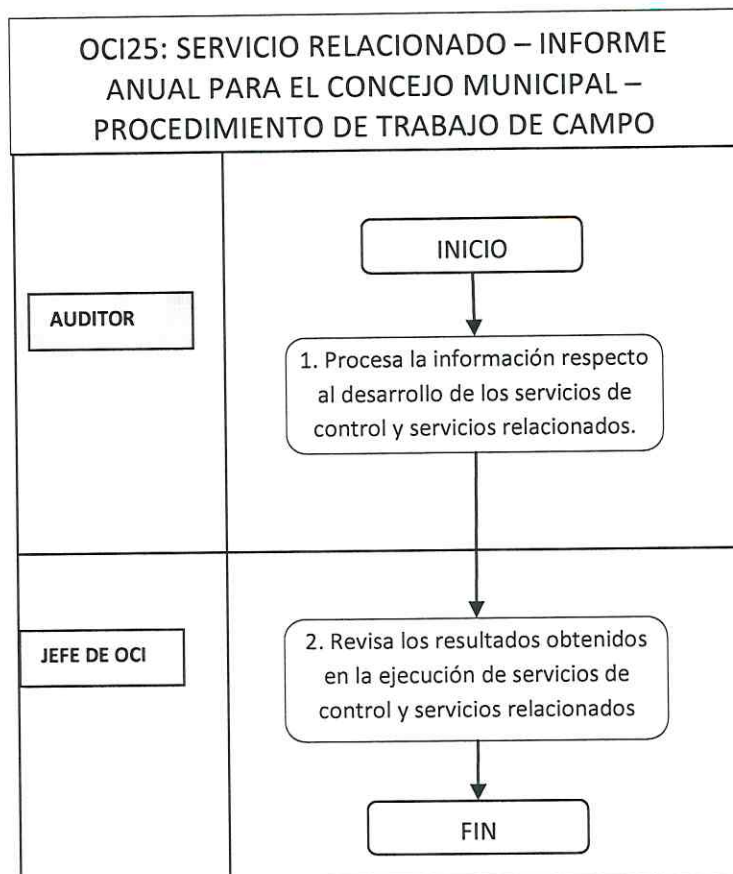 OCI25: SERVICIO RELACIONADO – INFORME
ANUAL PARA EL CONCEJO MUNICIPAL –
PROCEDIMIENTO DE TRABAJO DE CAMPO
INICIO
AUDITOR
1. Procesa la información respecto
al desarrollo de los servicios de
control y servicios relacionados.
JEFE DE OCI
2. Revisa los resultados obtenidos
en la ejecución de servicios de
control y servicios relacionados
FIN